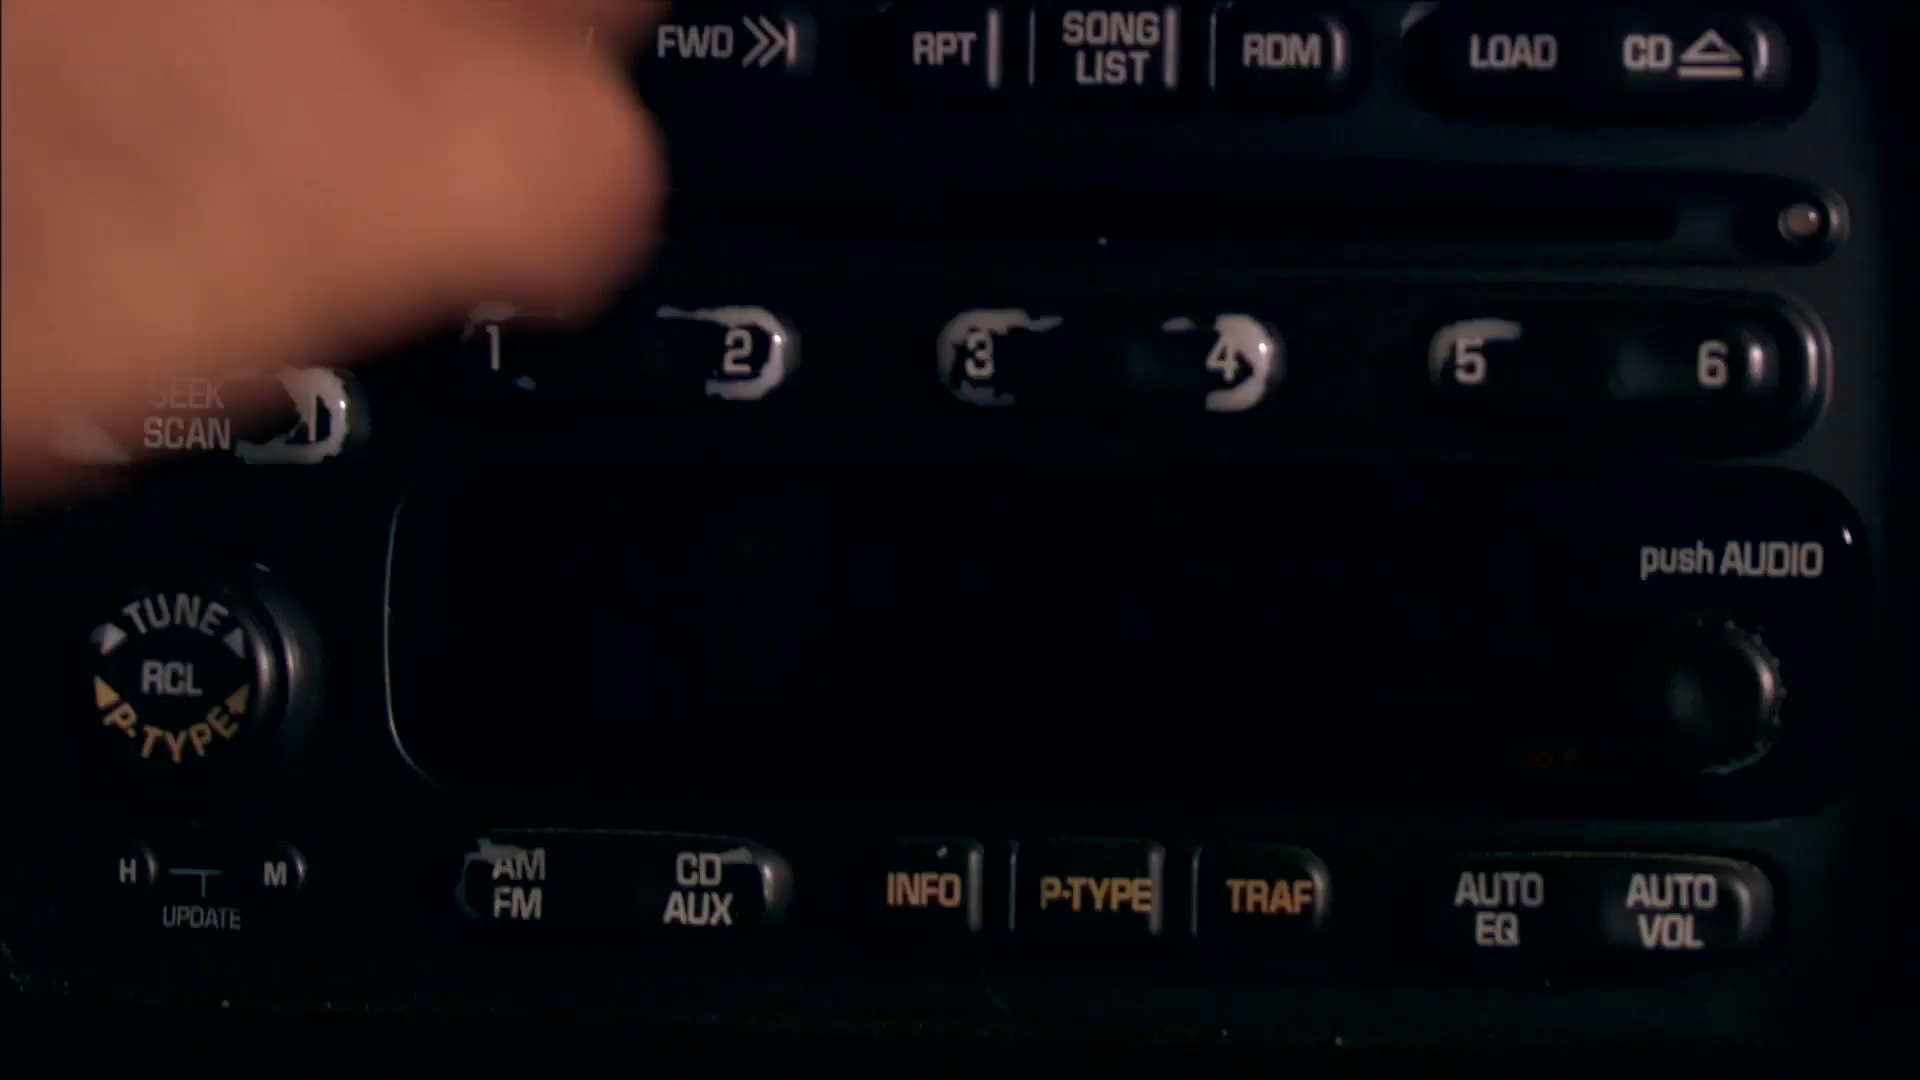 FWD
RPT
SONG
LIST
RDM
LOAD
CD
1
2
3
4
5
6
SEEK
SCAN
push AUDIO
TUNE
RCL
P-TYPE
H
M
UPDATE
AM
FM
CD
AUX
INFO
P-TYPE
TRAF
AUTO
EQ
AUTO
VOL